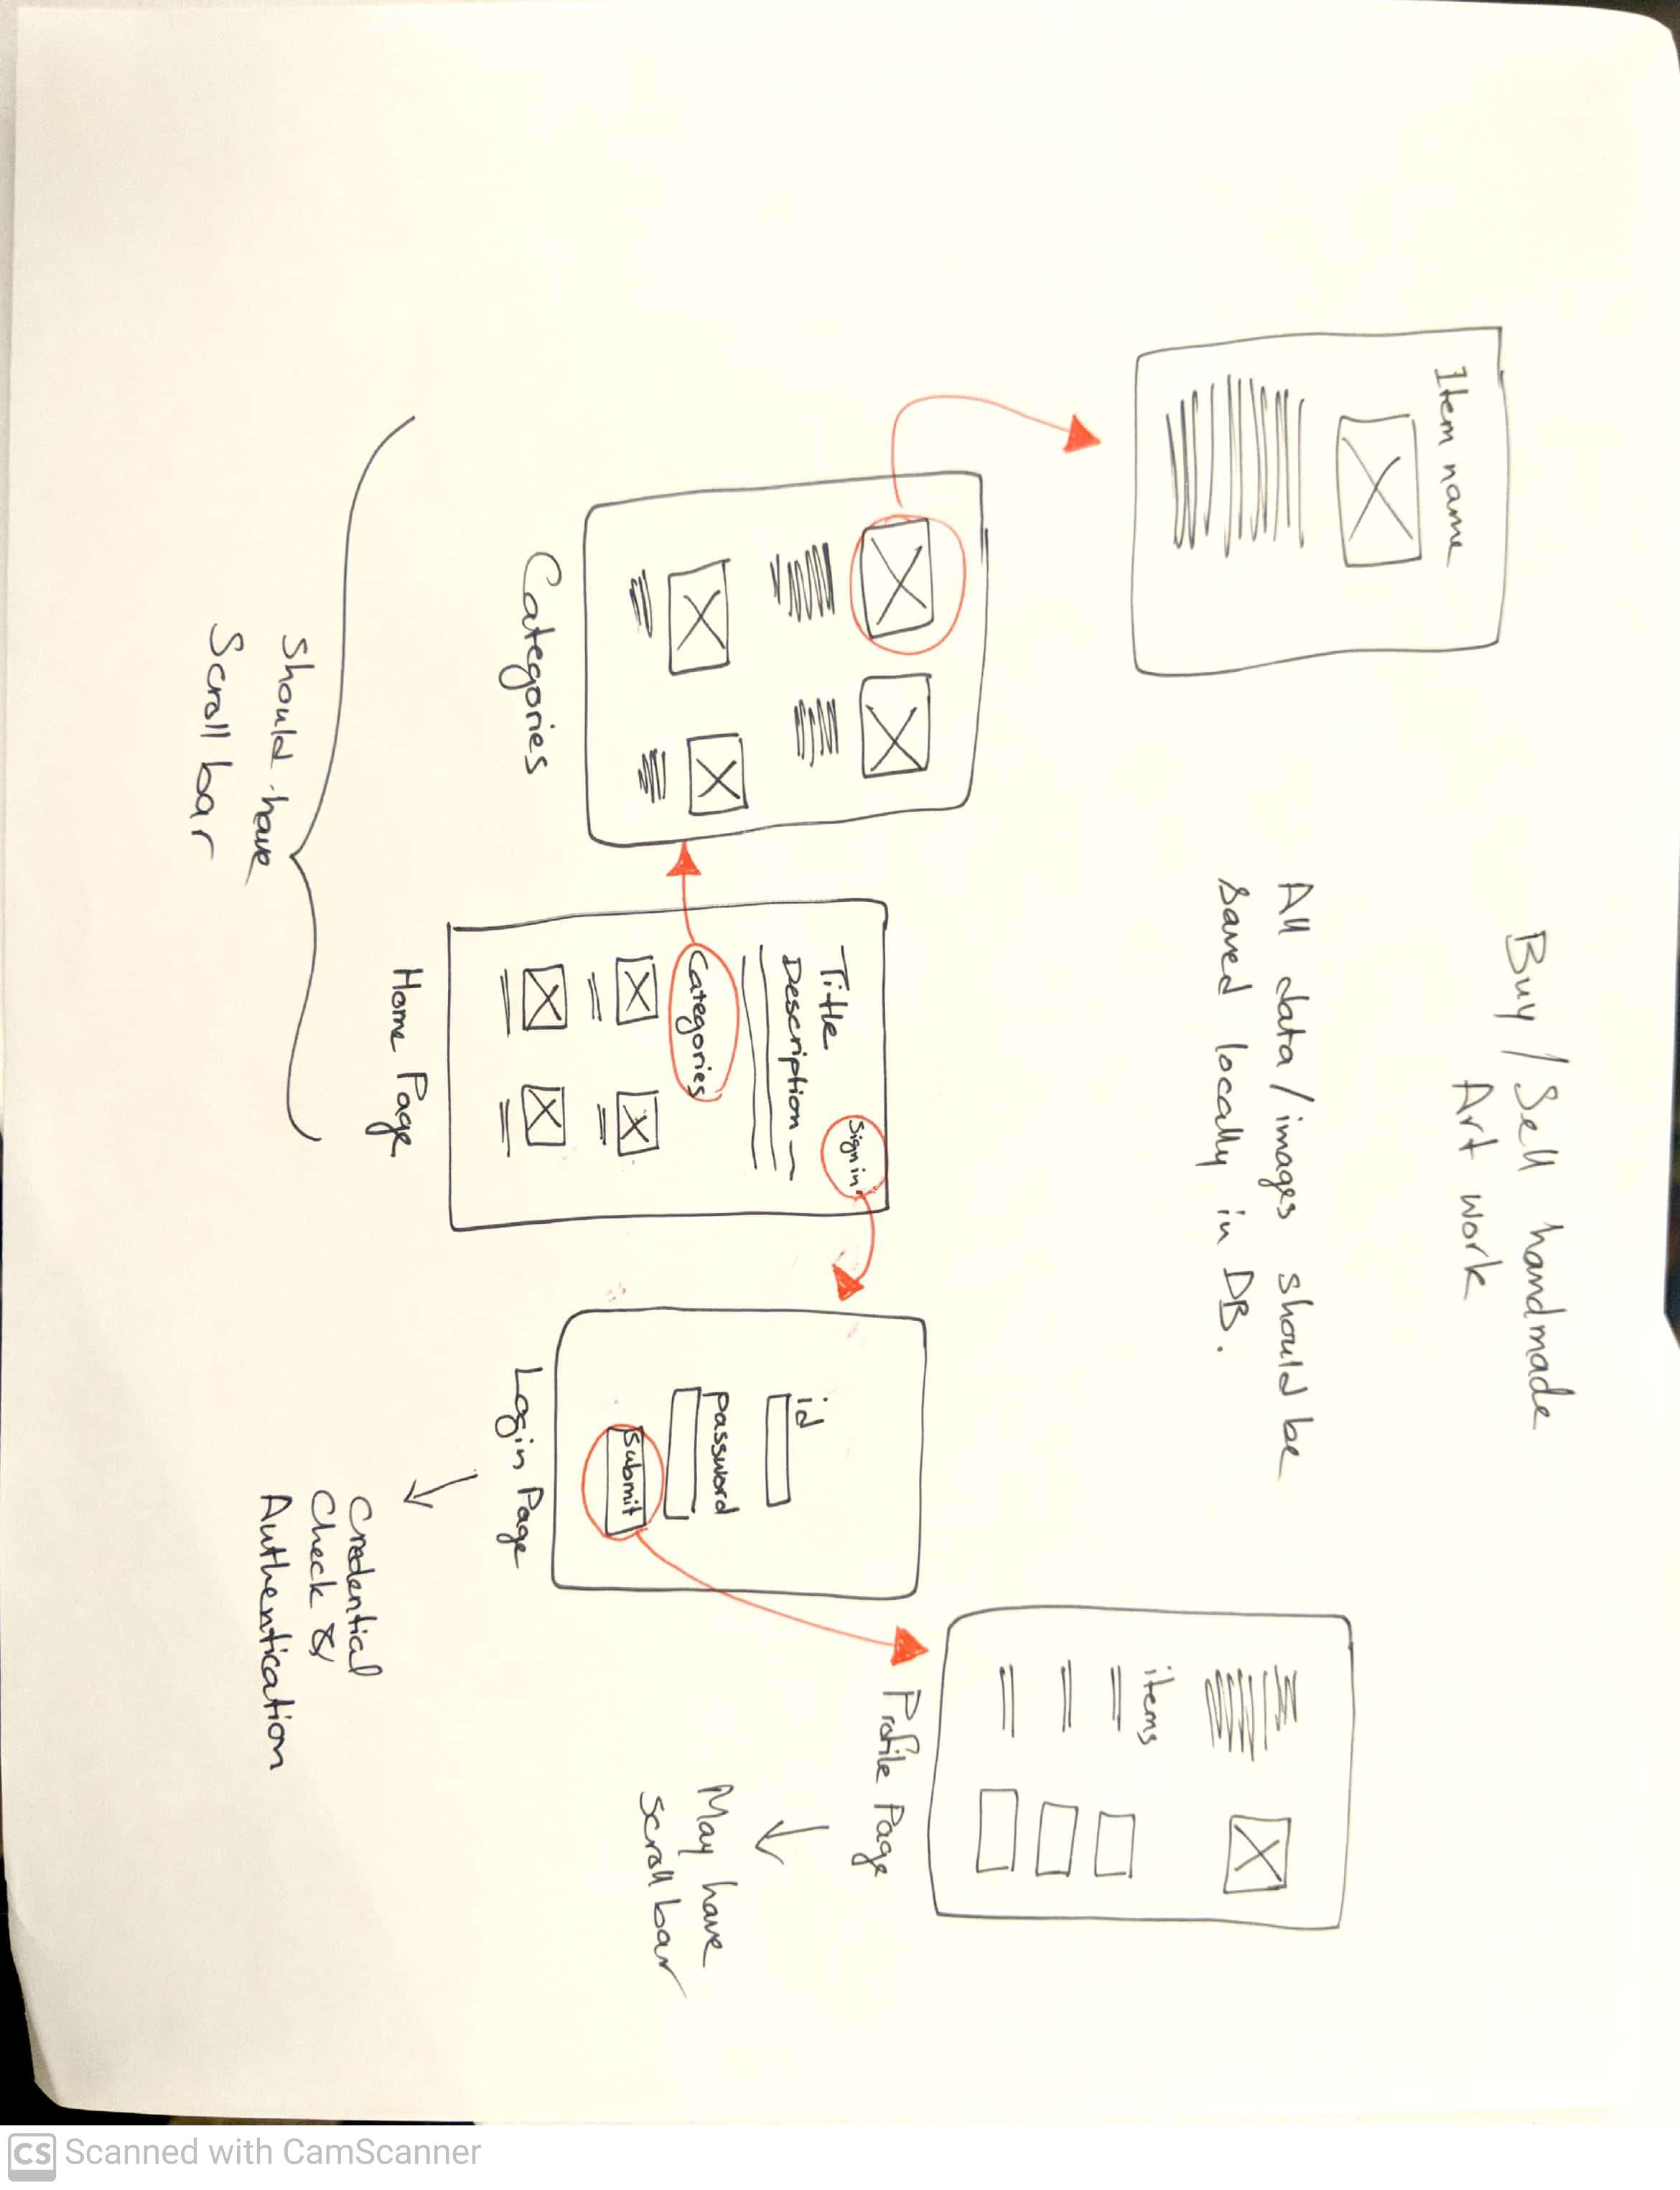 Buy/Sell handmade
Art work
All data/images should be
saved locally in DB.
Item name
Categories
Sign in
Title
Description
Categories
Home Page
Should have
Scroll bar
id
password
Submit
Login Page
Credential
Check &
Authentication
items
Profile Page
May have
scroll bar
CS Scanned with CamScanner